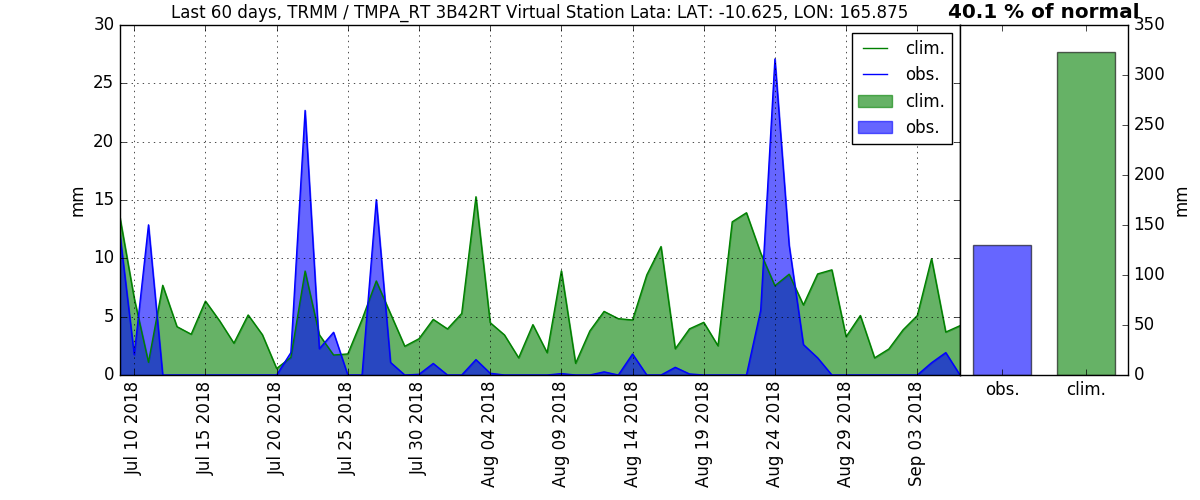 Last 60 days, TRMM / TMPA_RT 3B42RT Virtual Station Lata: LAT: -10.625, LON: 165.875
40.1 % of normal
30
25
20
15
10
5
0
mm
clim.
obs.
clim.
obs.
350
300
250
200
150
100
50
0
mm
Jul 10 2018
Jul 15 2018
Jul 20 2018
Jul 25 2018
Jul 30 2018
Aug 04 2018
Aug 09 2018
Aug 14 2018
Aug 19 2018
Aug 24 2018
Aug 29 2018
Sep 03 2018
obs.
clim.